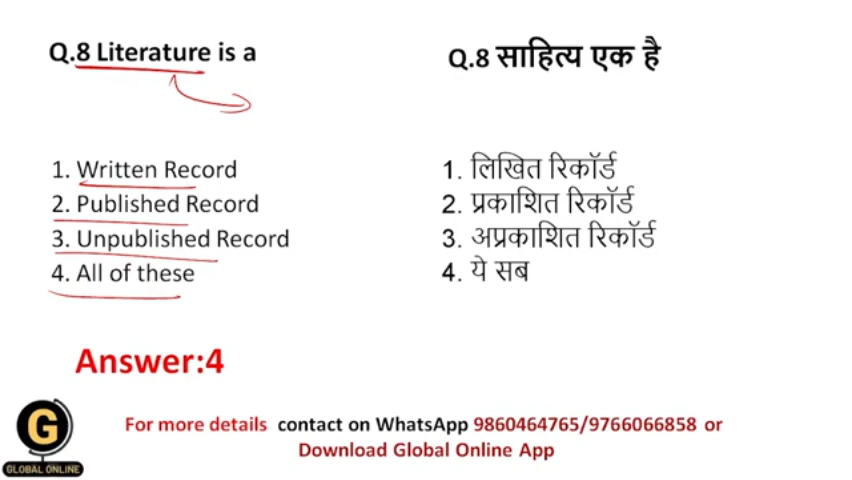 Q.8 Literature is a
Q.8 साहित्य एक है
1. Written Record
2. Published Record
3. Unpublished Record
4. All of these
1. लिखित रिकॉर्ड
2. प्रकाशित रिकॉर्ड
3. अप्रकाशित रिकॉर्ड
4. ये सब
Answer:4
G
GLOBAL ONLINE
For more details contact on WhatsApp 9860464765/9766066858 or
Download Global Online App